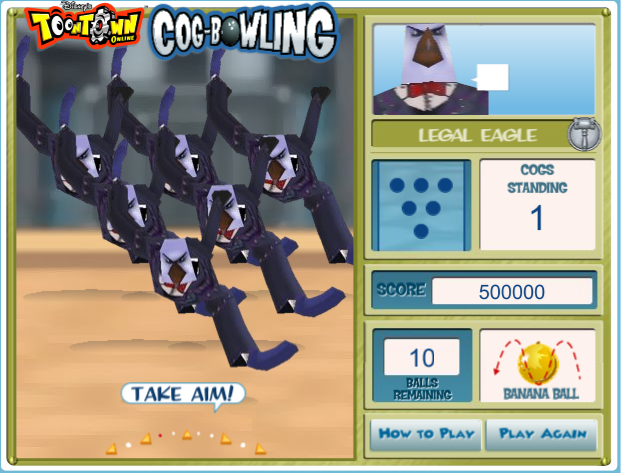 Disney's
TOONTOWN
ONLINE
COG-BOWLING
LEGAL EAGLE
COGS
STANDING
1
SCORE
500000
10
BALLS
REMAINING
BANANA BALL
TAKE AIM!
HOW TO PLAY
PLAY AGAIN